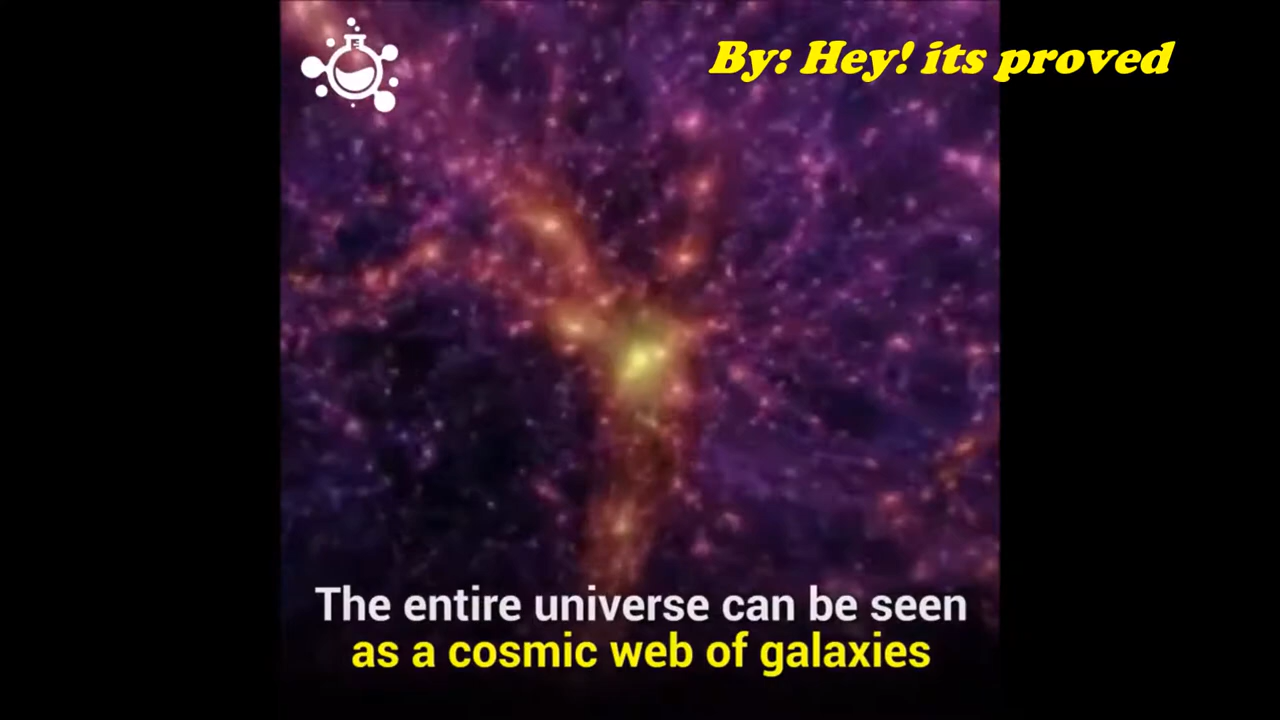 By: Hey! its proved
The entire universe can be seen
as a cosmic web of galaxies